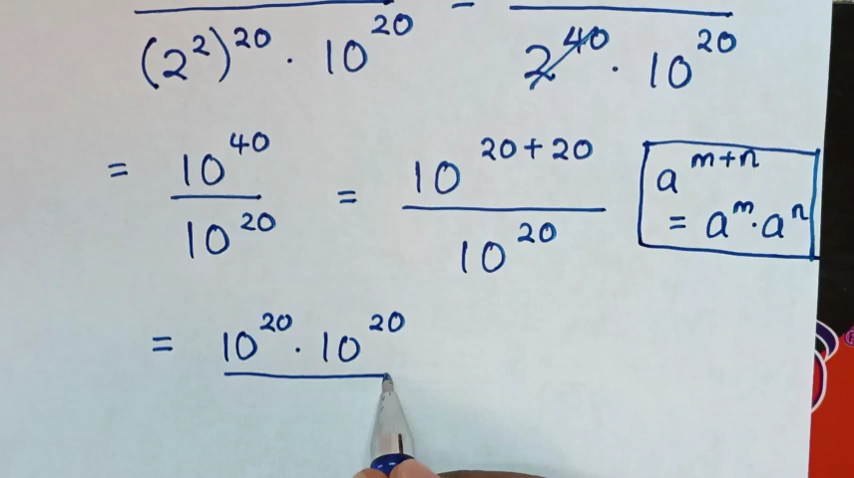 (2²)²⁰ · 10²⁰ = 2⁴⁰ · 10²⁰
= 10⁴⁰ / 10²⁰ = 10²⁰⁺²⁰ / 10²⁰
aᵐ⁺ⁿ
= aᵐ · aⁿ
= 10²⁰ · 10²⁰